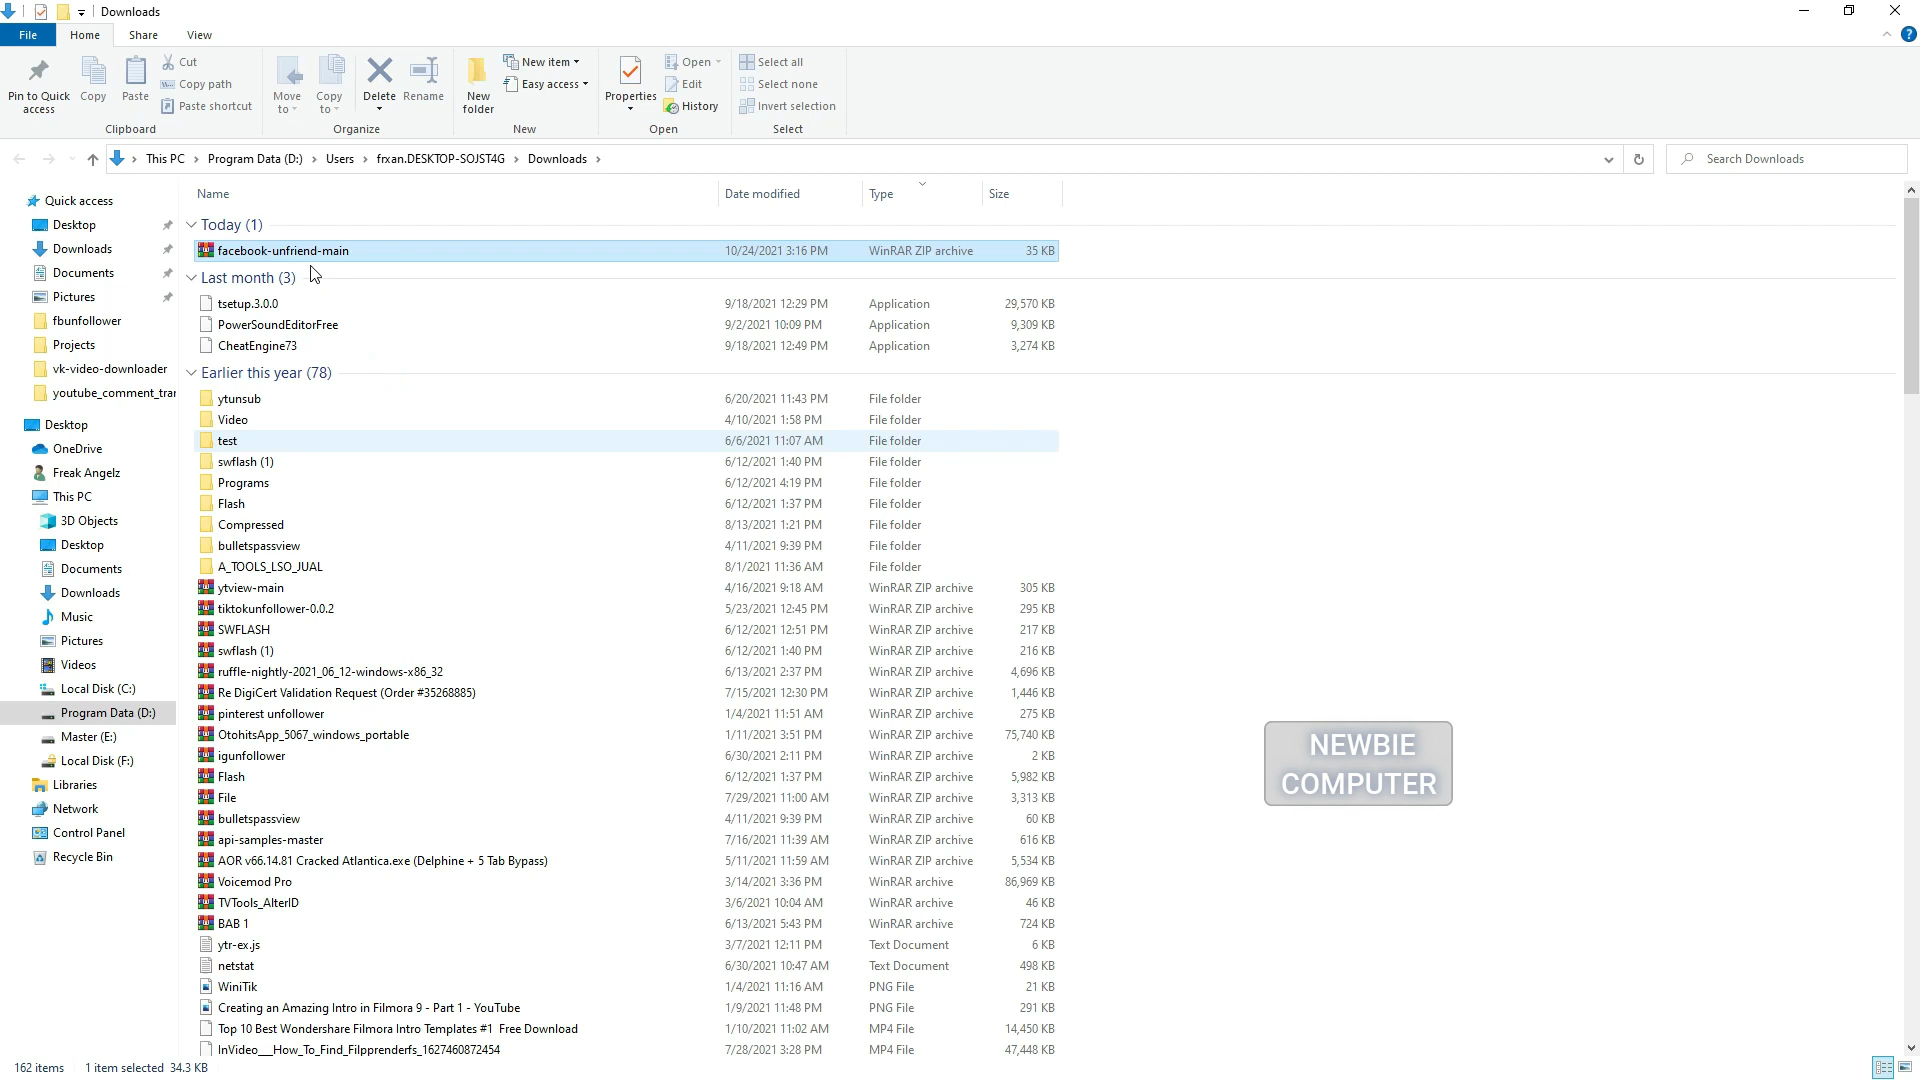 Downloads
File
Home
Share
View
Pin to Quick access
Copy
Paste
Cut
Copy path
Paste shortcut
Clipboard
Move to
Copy to
Delete
Rename
Organize
New folder
New item
Easy access
New
Properties
Open
Edit
History
Open
Select all
Select none
Invert selection
Select
This PC > Program Data (D:) > Users > frxan.DESKTOP-SOJST4G > Downloads >
Search Downloads
Quick access
Desktop
Downloads
Documents
Pictures
fbunfollower
Projects
vk-video-downloader
youtube_comment_trar
Desktop
OneDrive
Freak Angelz
This PC
3D Objects
Desktop
Documents
Downloads
Music
Pictures
Videos
Local Disk (C:)
Program Data (D:)
Master (E:)
Local Disk (F:)
Libraries
Network
Control Panel
Recycle Bin
Name Date modified Type Size
Today (1)
facebook-unfriend-main 10/24/2021 3:16 PM WinRAR ZIP archive 35 KB
Last month (3)
tsetup.3.0.0 9/18/2021 12:29 PM Application 29,570 KB
PowerSoundEditorFree 9/2/2021 10:09 PM Application 9,309 KB
CheatEngine73 9/18/2021 12:49 PM Application 3,274 KB
Earlier this year (78)
ytunsub 6/20/2021 11:43 PM File folder
Video 4/10/2021 1:58 PM File folder
test 6/6/2021 11:07 AM File folder
swflash (1) 6/12/2021 1:40 PM File folder
Programs 6/12/2021 4:19 PM File folder
Flash 6/12/2021 1:37 PM File folder
Compressed 8/13/2021 1:21 PM File folder
bulletspassview 4/11/2021 9:39 PM File folder
A_TOOLS_LSO_JUAL 8/1/2021 11:36 AM File folder
ytview-main 4/16/2021 9:18 AM WinRAR ZIP archive 305 KB
tiktokunfollower-0.0.2 5/23/2021 12:45 PM WinRAR ZIP archive 295 KB
SWFLASH 6/12/2021 12:51 PM WinRAR ZIP archive 217 KB
swflash (1) 6/12/2021 1:40 PM WinRAR ZIP archive 216 KB
ruffle-nightly-2021_06_12-windows-x86_32 6/13/2021 2:37 PM WinRAR ZIP archive 4,696 KB
Re DigiCert Validation Request (Order #35268885) 7/15/2021 12:30 PM WinRAR ZIP archive 1,446 KB
pinterest unfollower 1/4/2021 11:51 AM WinRAR ZIP archive 275 KB
OtohitsApp_5067_windows_portable 1/11/2021 3:51 PM WinRAR ZIP archive 75,740 KB
igunfollower 6/30/2021 2:11 PM WinRAR ZIP archive 2 KB
Flash 6/12/2021 1:37 PM WinRAR ZIP archive 5,982 KB
File 7/29/2021 11:00 AM WinRAR ZIP archive 3,313 KB
bulletspassview 4/11/2021 9:39 PM WinRAR ZIP archive 60 KB
api-samples-master 7/16/2021 11:39 AM WinRAR ZIP archive 616 KB
AOR v66.14.81 Cracked Atlantica.exe (Delphine + 5 Tab Bypass) 5/11/2021 11:59 AM WinRAR ZIP archive 5,534 KB
Voicemod Pro 3/14/2021 3:36 PM WinRAR archive 86,969 KB
TVTools_AlterID 3/6/2021 10:04 AM WinRAR archive 46 KB
BAB 1 6/13/2021 5:43 PM WinRAR archive 724 KB
ytr-ex.js 3/7/2021 12:11 PM Text Document 6 KB
netstat 6/30/2021 10:47 AM Text Document 498 KB
WiniTik 1/4/2021 11:16 AM PNG File 21 KB
Creating an Amazing Intro in Filmora 9 - Part 1 - YouTube 1/9/2021 11:48 PM PNG File 291 KB
Top 10 Best Wondershare Filmora Intro Templates #1 Free Download 1/10/2021 11:02 AM MP4 File 14,450 KB
InVideo___How_To_Find_Filpprenderfs_1627460872454 7/28/2021 3:28 PM MP4 File 47,448 KB
NEWBIE
COMPUTER
162 items 1 item selected 34.3 KB